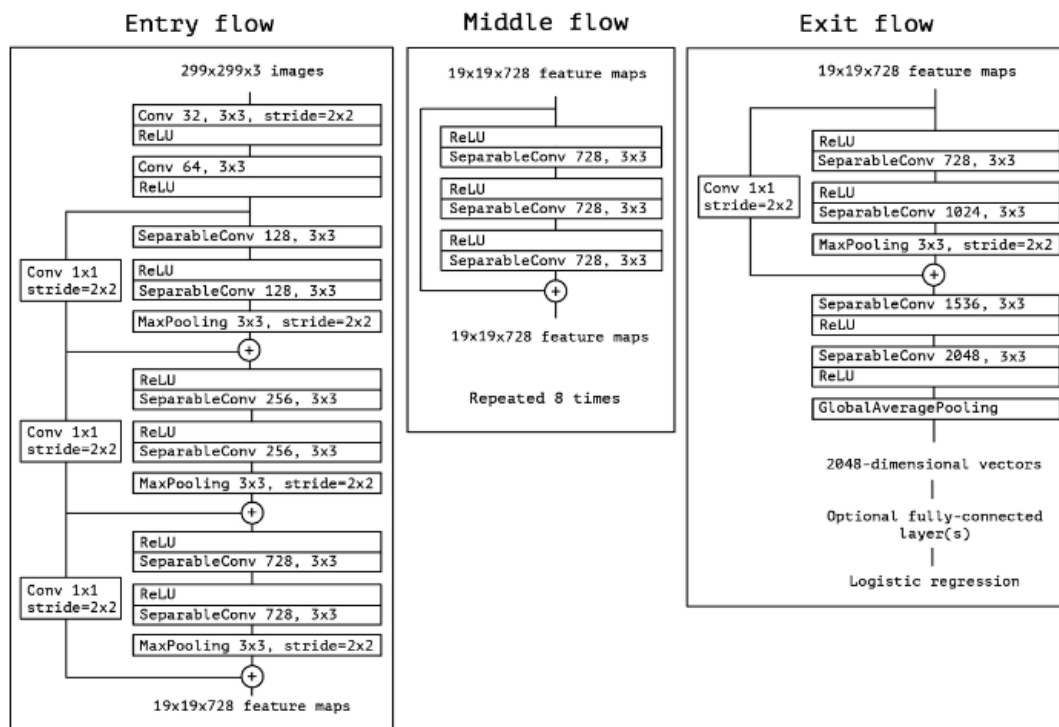 Entry flow
299x299x3 images
Conv 32, 3x3, stride=2x2
ReLU
Conv 64, 3x3
ReLU
SeparableConv 128, 3x3
Conv 1x1
stride=2x2
ReLU
SeparableConv 128, 3x3
MaxPooling 3x3, stride=2x2
+
ReLU
SeparableConv 256, 3x3
Conv 1x1
stride=2x2
ReLU
SeparableConv 256, 3x3
MaxPooling 3x3, stride=2x2
+
ReLU
SeparableConv 728, 3x3
Conv 1x1
stride=2x2
ReLU
SeparableConv 728, 3x3
MaxPooling 3x3, stride=2x2
+
19x19x728 feature maps
Middle flow
19x19x728 feature maps
ReLU
SeparableConv 728, 3x3
ReLU
SeparableConv 728, 3x3
ReLU
SeparableConv 728, 3x3
+
19x19x728 feature maps
Repeated 8 times
Exit flow
19x19x728 feature maps
ReLU
SeparableConv 728, 3x3
Conv 1x1
stride=2x2
ReLU
SeparableConv 1024, 3x3
MaxPooling 3x3, stride=2x2
+
SeparableConv 1536, 3x3
ReLU
SeparableConv 2048, 3x3
ReLU
GlobalAveragePooling
2048-dimensional vectors
Optional fully-connected
layer(s)
Logistic regression